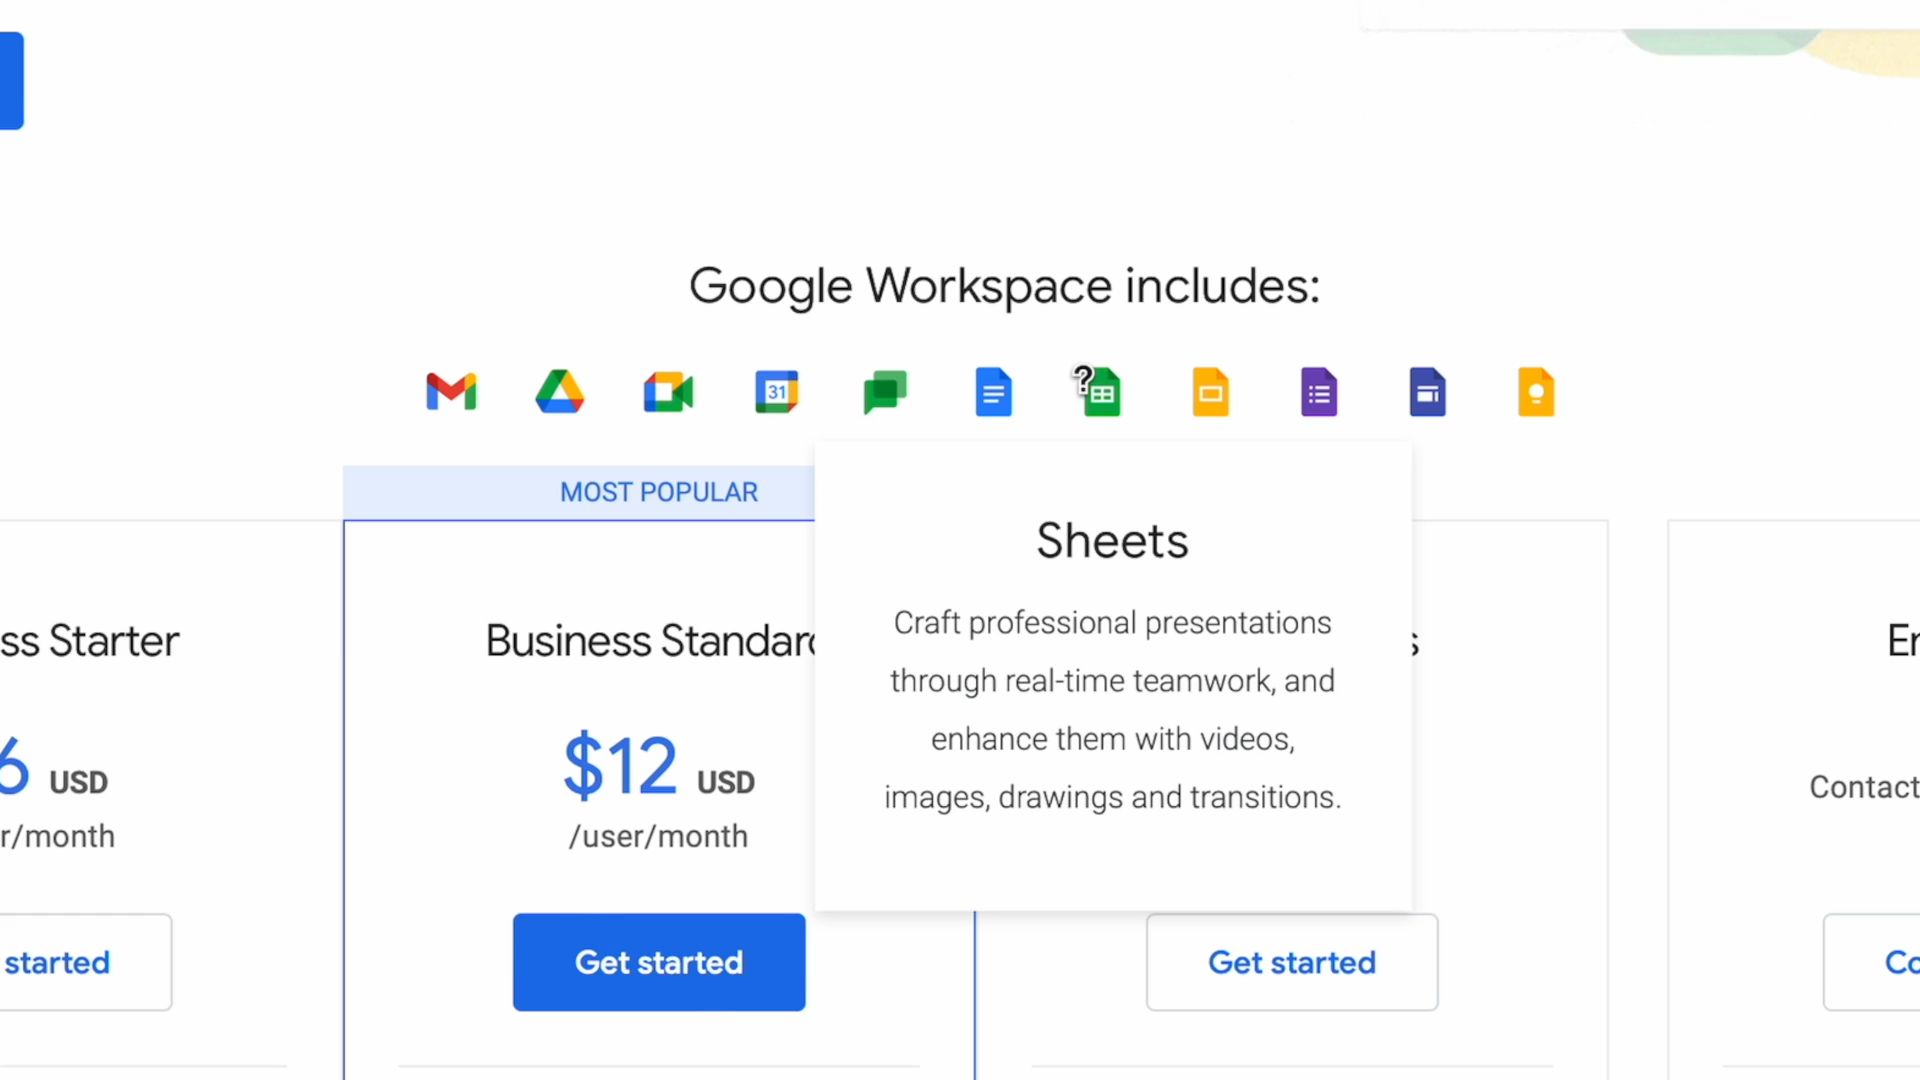 Google Workspace includes:
31
?
MOST POPULAR
Sheets
Craft professional presentations
through real-time teamwork, and
enhance them with videos,
images, drawings and transitions.
ss Starter
6 USD
r/month
started
Business Standard
$12 USD
/user/month
Get started
s
Get started
En
Contact
Co